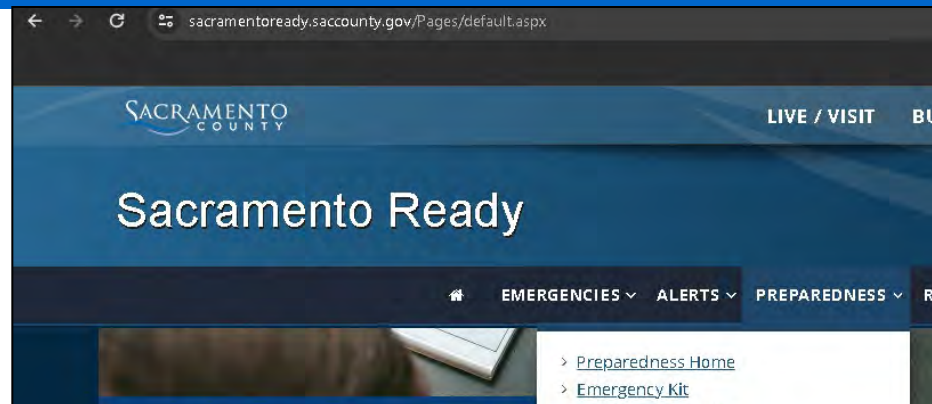 sacramentoready.saccounty.gov/Pages/default.aspx
SACRAMENTO
COUNTY
LIVE / VISIT
Sacramento Ready
EMERGENCIES ALERTS PREPAREDNESS
Preparedness Home
Emergency Kit